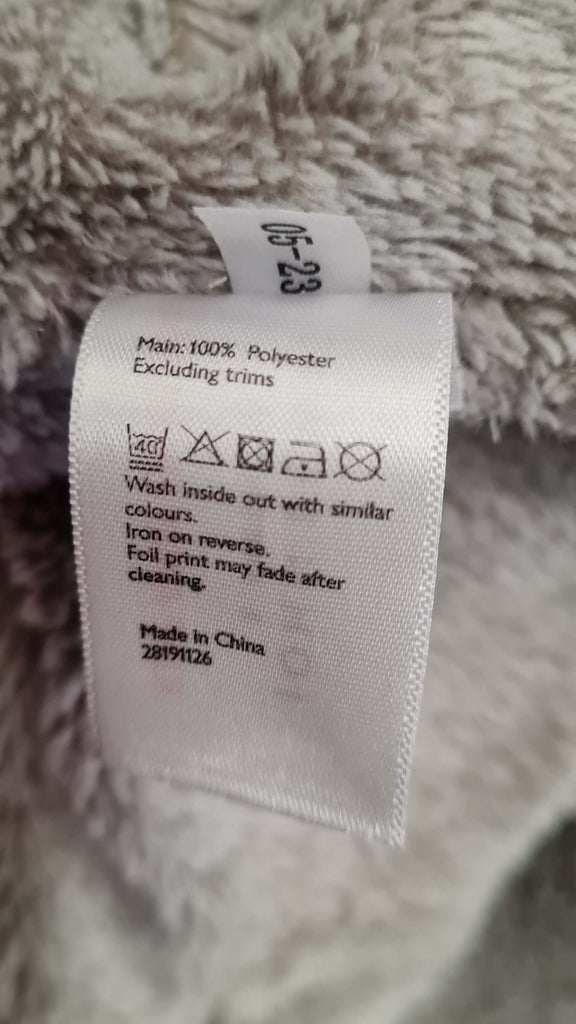 05-23
Main: 100% Polyester
Excluding trims
40
Wash inside out with similar
colours.
Iron on reverse.
Foil print may fade after
cleaning.
Made in China
28191126